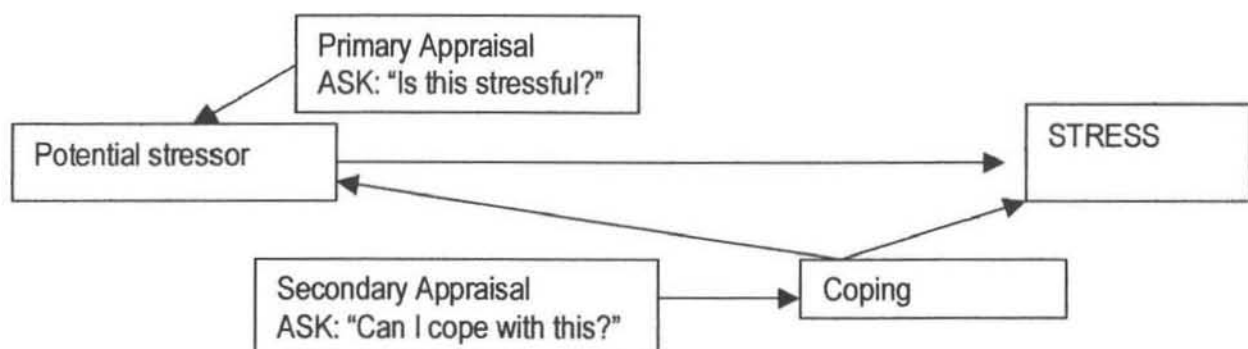 Primary Appraisal
ASK: “Is this stressful?”
Potential stressor
STRESS
Secondary Appraisal
ASK: “Can I cope with this?”
Coping